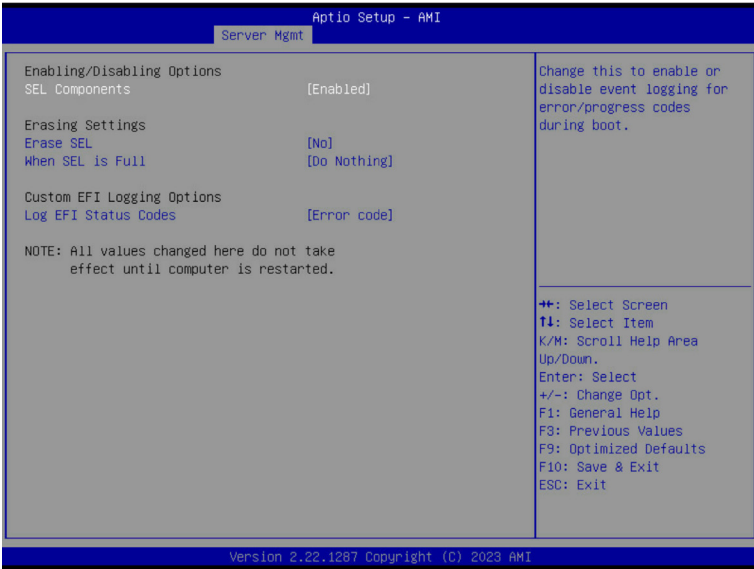 Aptio Setup – AMI
Server Mgmt
Enabling/Disabling Options
SEL Components [Enabled]
Erasing Settings
Erase SEL [No]
When SEL is Full [Do Nothing]
Custom EFI Logging Options
Log EFI Status Codes [Error code]
NOTE: All values changed here do not take
effect until computer is restarted.
Change this to enable or
disable event logging for
error/progress codes
during boot.
→←: Select Screen
↑↓: Select Item
K/M: Scroll Help Area
Up/Down.
Enter: Select
+/-: Change Opt.
F1: General Help
F3: Previous Values
F9: Optimized Defaults
F10: Save & Exit
ESC: Exit
Version 2.22.1287 Copyright (C) 2023 AMI